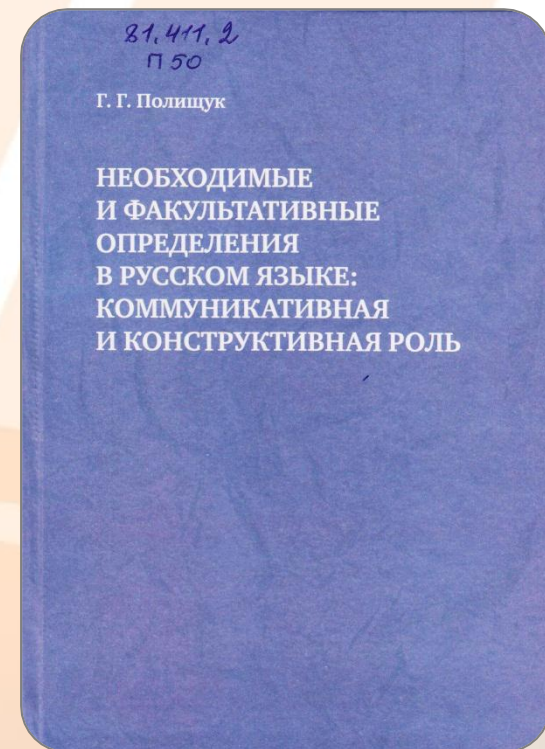 81.411.2
П 50
Г. Г. Полищук
НЕОБХОДИМЫЕ
И ФАКУЛЬТАТИВНЫЕ
ОПРЕДЕЛЕНИЯ
В РУССКОМ ЯЗЫКЕ:
КОММУНИКАТИВНАЯ
И КОНСТРУКТИВНАЯ РОЛЬ